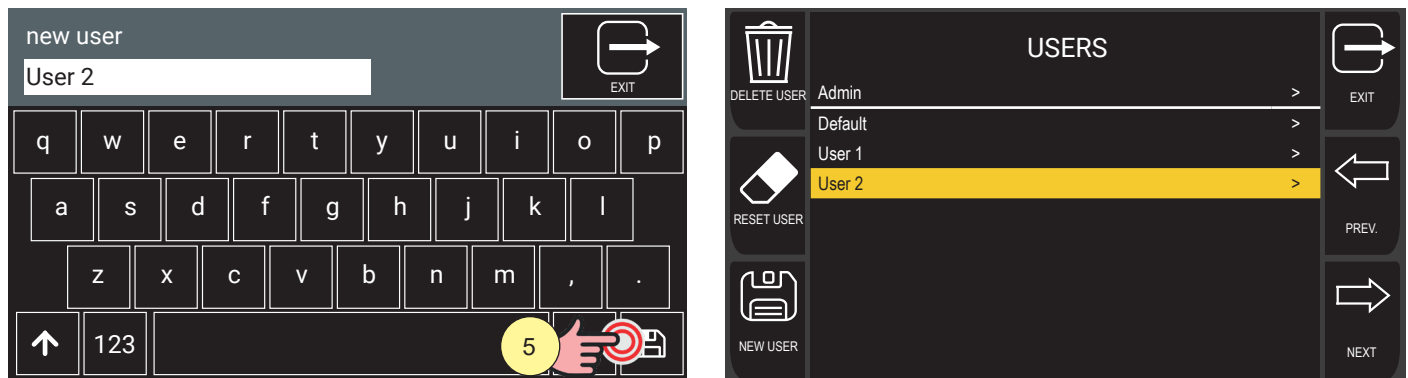 new user
User 2
EXIT
q w e r t y u i o p
a s d f g h j k l
z x c v b n m , .
123
5
USERS
DELETE USER
Admin >
EXIT
Default >
User 1 >
User 2 >
RESET USER
PREV.
NEW USER
NEXT